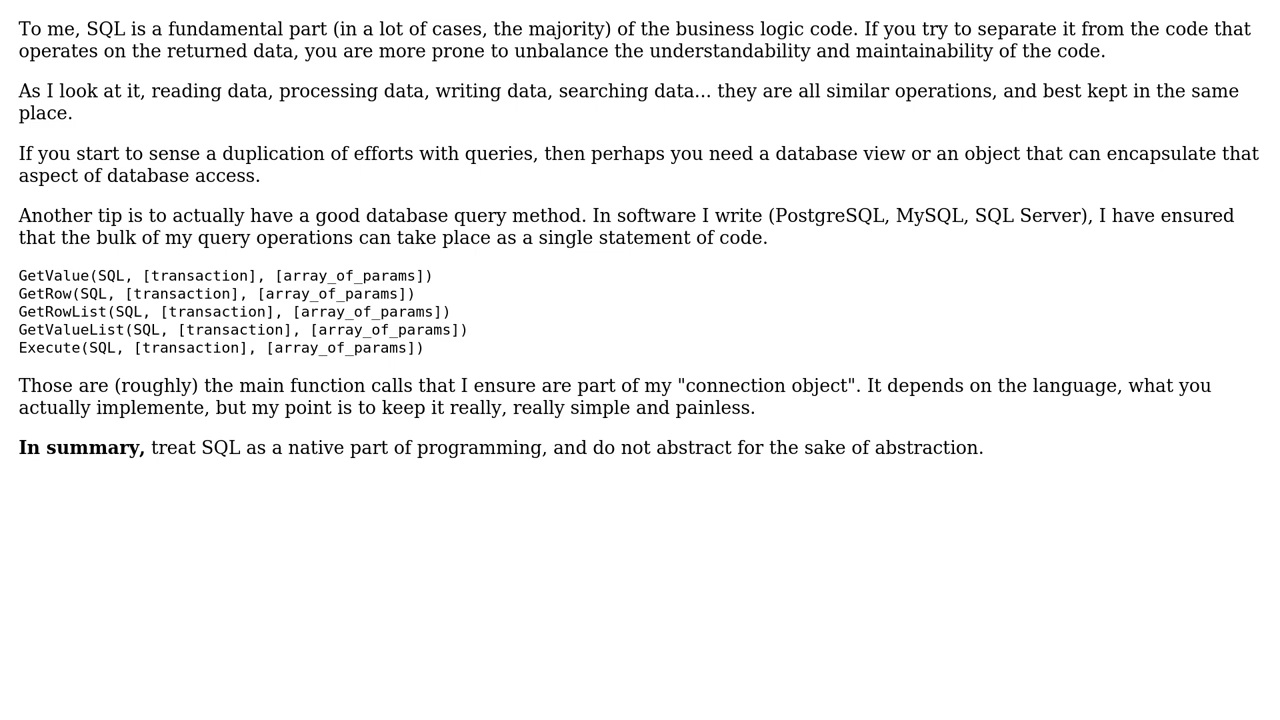 To me, SQL is a fundamental part (in a lot of cases, the majority) of the business logic code. If you try to separate it from the code that
operates on the returned data, you are more prone to unbalance the understandability and maintainability of the code.
As I look at it, reading data, processing data, writing data, searching data... they are all similar operations, and best kept in the same
place.
If you start to sense a duplication of efforts with queries, then perhaps you need a database view or an object that can encapsulate that
aspect of database access.
Another tip is to actually have a good database query method. In software I write (PostgreSQL, MySQL, SQL Server), I have ensured
that the bulk of my query operations can take place as a single statement of code.
GetValue(SQL, [transaction], [array_of_params])
GetRow(SQL, [transaction], [array_of_params])
GetRowList(SQL, [transaction], [array_of_params])
GetValueList(SQL, [transaction], [array_of_params])
Execute(SQL, [transaction], [array_of_params])
Those are (roughly) the main function calls that I ensure are part of my "connection object". It depends on the language, what you
actually implemente, but my point is to keep it really, really simple and painless.
In summary, treat SQL as a native part of programming, and do not abstract for the sake of abstraction.